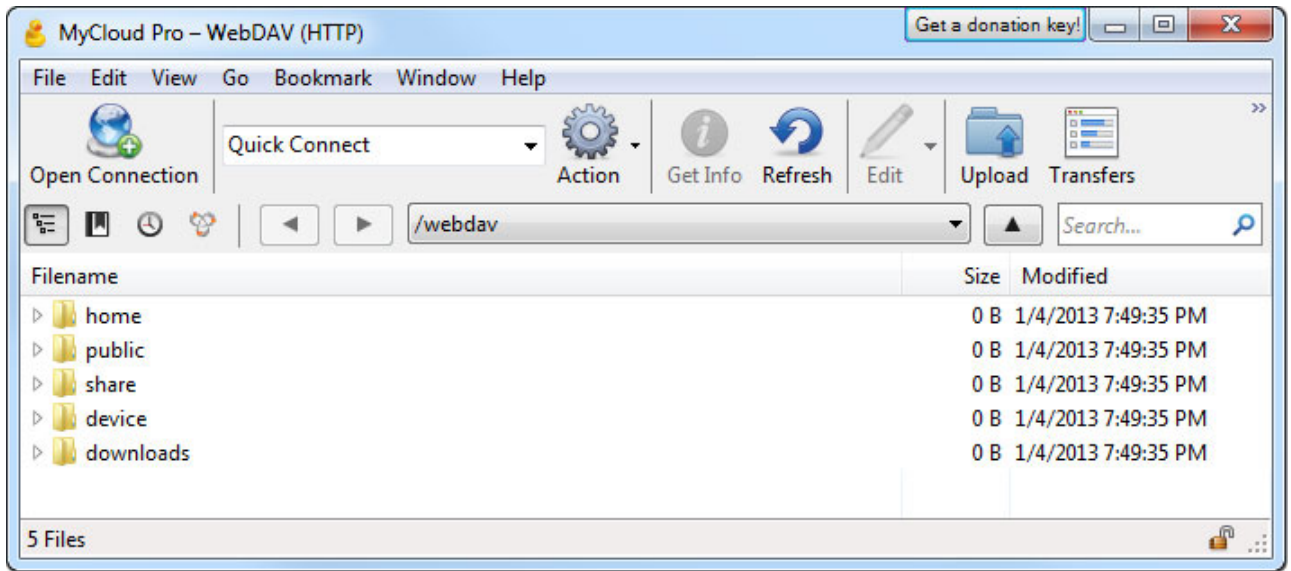 MyCloud Pro – WebDAV (HTTP) Get a donation key!
File Edit View Go Bookmark Window Help
Quick Connect
Open Connection Action Get Info Refresh Edit Upload Transfers
/webdav Search...
Filename Size Modified
home 0 B 1/4/2013 7:49:35 PM
public 0 B 1/4/2013 7:49:35 PM
share 0 B 1/4/2013 7:49:35 PM
device 0 B 1/4/2013 7:49:35 PM
downloads 0 B 1/4/2013 7:49:35 PM
5 Files